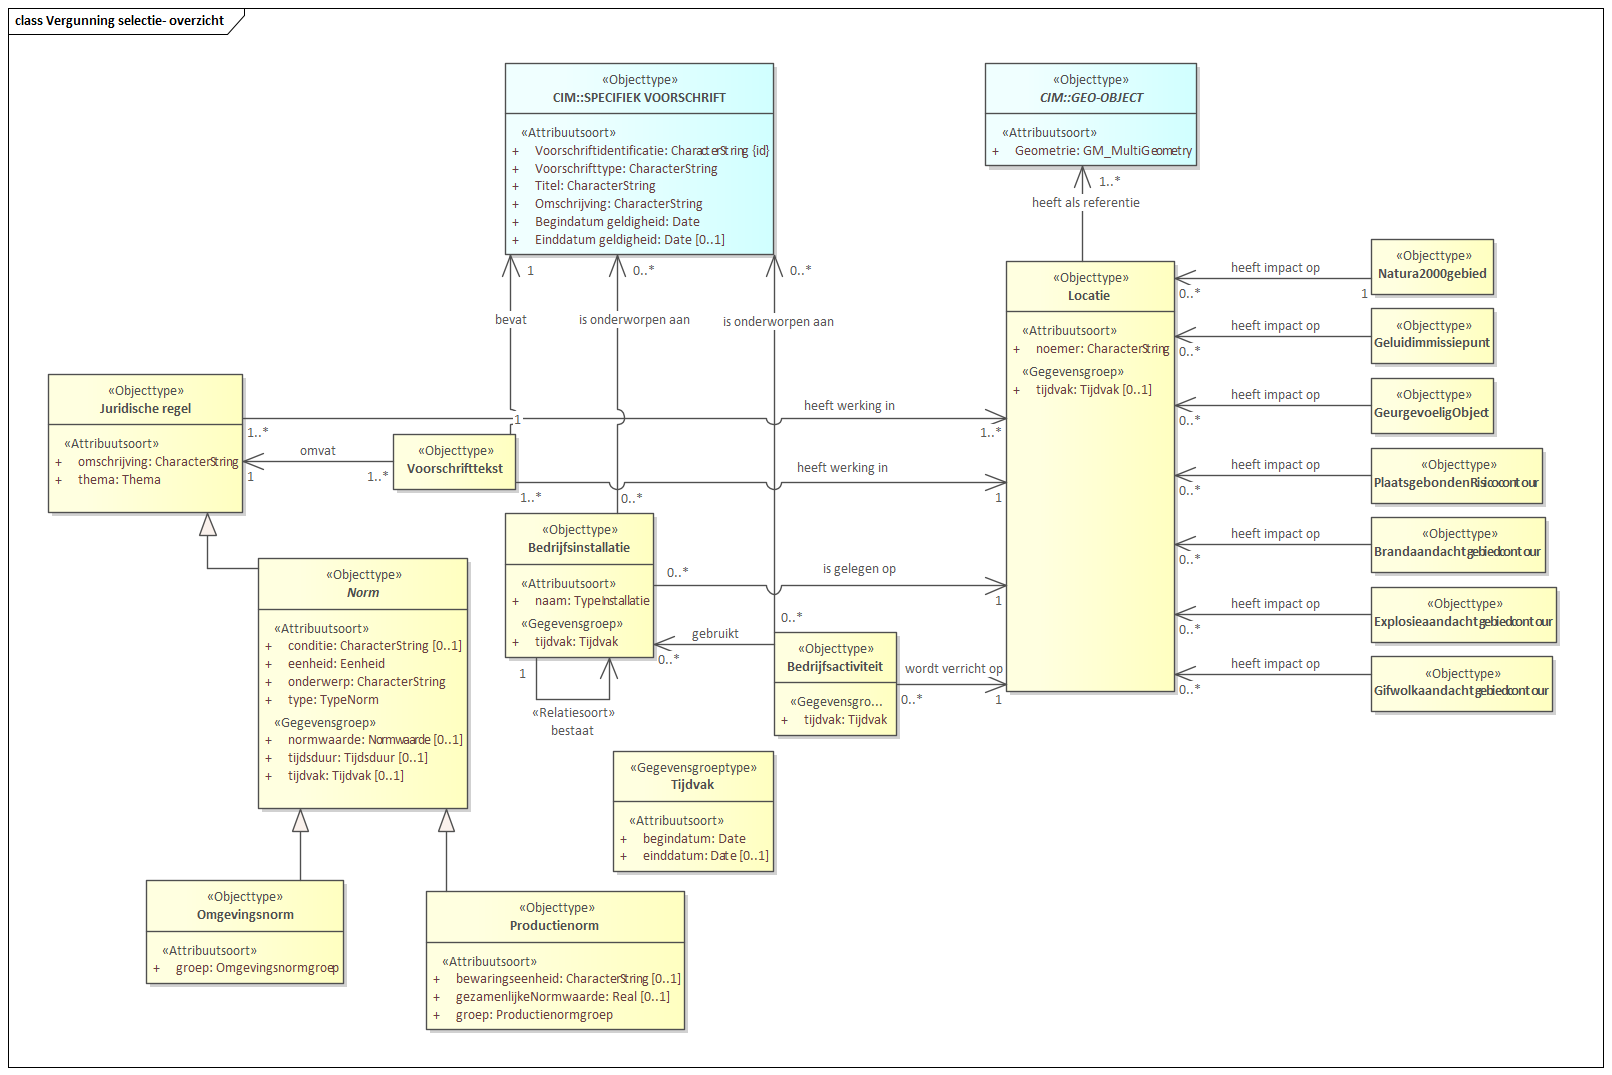 class Vergunning selectie- overzicht
«Objecttype»
CIM::SPECIFIEK VOORSCHRIFT
«Attribuutsoort»
+ Voorschriftidentificatie: CharacterString {id}
+ Voorschrifttype: CharacterString
+ Titel: CharacterString
+ Omschrijving: CharacterString
+ Begindatum geldigheid: Date
+ Einddatum geldigheid: Date [0..1]
«Objecttype»
CIM::GEO-OBJECT
«Attribuutsoort»
+ Geometrie: GM_MultiGeometry
1..*
heeft als referentie
1
0..*
0..*
bevat
is onderworpen aan
is onderworpen aan
«Objecttype»
Locatie
«Attribuutsoort»
+ noemer: CharacterString
«Gegevensgroep»
+ tijdvak: Tijdvak [0..1]
heeft impact op
0..*
1
«Objecttype»
Natura2000gebied
heeft impact op
0..*
«Objecttype»
Geluidimmissiepunt
heeft impact op
0..*
«Objecttype»
GeurgevoeligObject
heeft impact op
0..*
«Objecttype»
PlaatsgebondenRisicocontour
heeft impact op
0..*
«Objecttype»
Brandaandachtgebiedcontour
heeft impact op
0..*
«Objecttype»
Explosieaandachtgebiedcontour
heeft impact op
0..*
«Objecttype»
Gifwolkaandachtgebiedcontour
«Objecttype»
Juridische regel
«Attribuutsoort»
+ omschrijving: CharacterString
+ thema: Thema
1..*
heeft werking in
1..*
1
omvat
1
1..*
«Objecttype»
Voorschrifttekst
heeft werking in
1..*
1
0..*
«Objecttype»
Bedrijfsinstallatie
«Attribuutsoort»
+ naam: TypeInstallatie
«Gegevensgroep»
+ tijdvak: Tijdvak
0..*
is gelegen op
1
gebruikt
0..*
0..*
1
«Relatiesoort»
bestaat
«Objecttype»
Bedrijfsactiviteit
«Gegevensgro...
+ tijdvak: Tijdvak
wordt verricht op
0..*
1
«Objecttype»
Norm
«Attribuutsoort»
+ conditie: CharacterString [0..1]
+ eenheid: Eenheid
+ onderwerp: CharacterString
+ type: TypeNorm
«Gegevensgroep»
+ normwaarde: Normwaarde [0..1]
+ tijdsduur: Tijdsduur [0..1]
+ tijdvak: Tijdvak [0..1]
«Gegevensgroeptype»
Tijdvak
«Attribuutsoort»
+ begindatum: Date
+ einddatum: Date [0..1]
«Objecttype»
Omgevingsnorm
«Attribuutsoort»
+ groep: Omgevingsnormgroep
«Objecttype»
Productienorm
«Attribuutsoort»
+ bewaringseenheid: CharacterString [0..1]
+ gezamenlijkeNormwaarde: Real [0..1]
+ groep: Productienormgroep